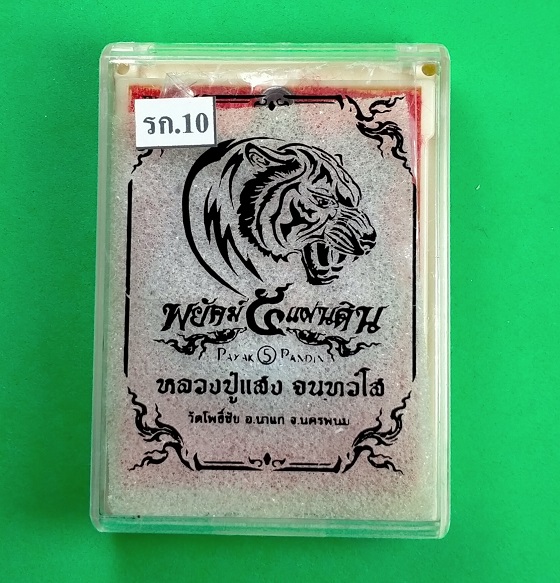 รก.10
พยัคฆ์ ๕ แผ่นดิน
PAYAK 5 PANDIN
หลวงปู่แสง จนฺทวํโส
วัดโพธิ์ชัย อ.นาแก จ.นครพนม